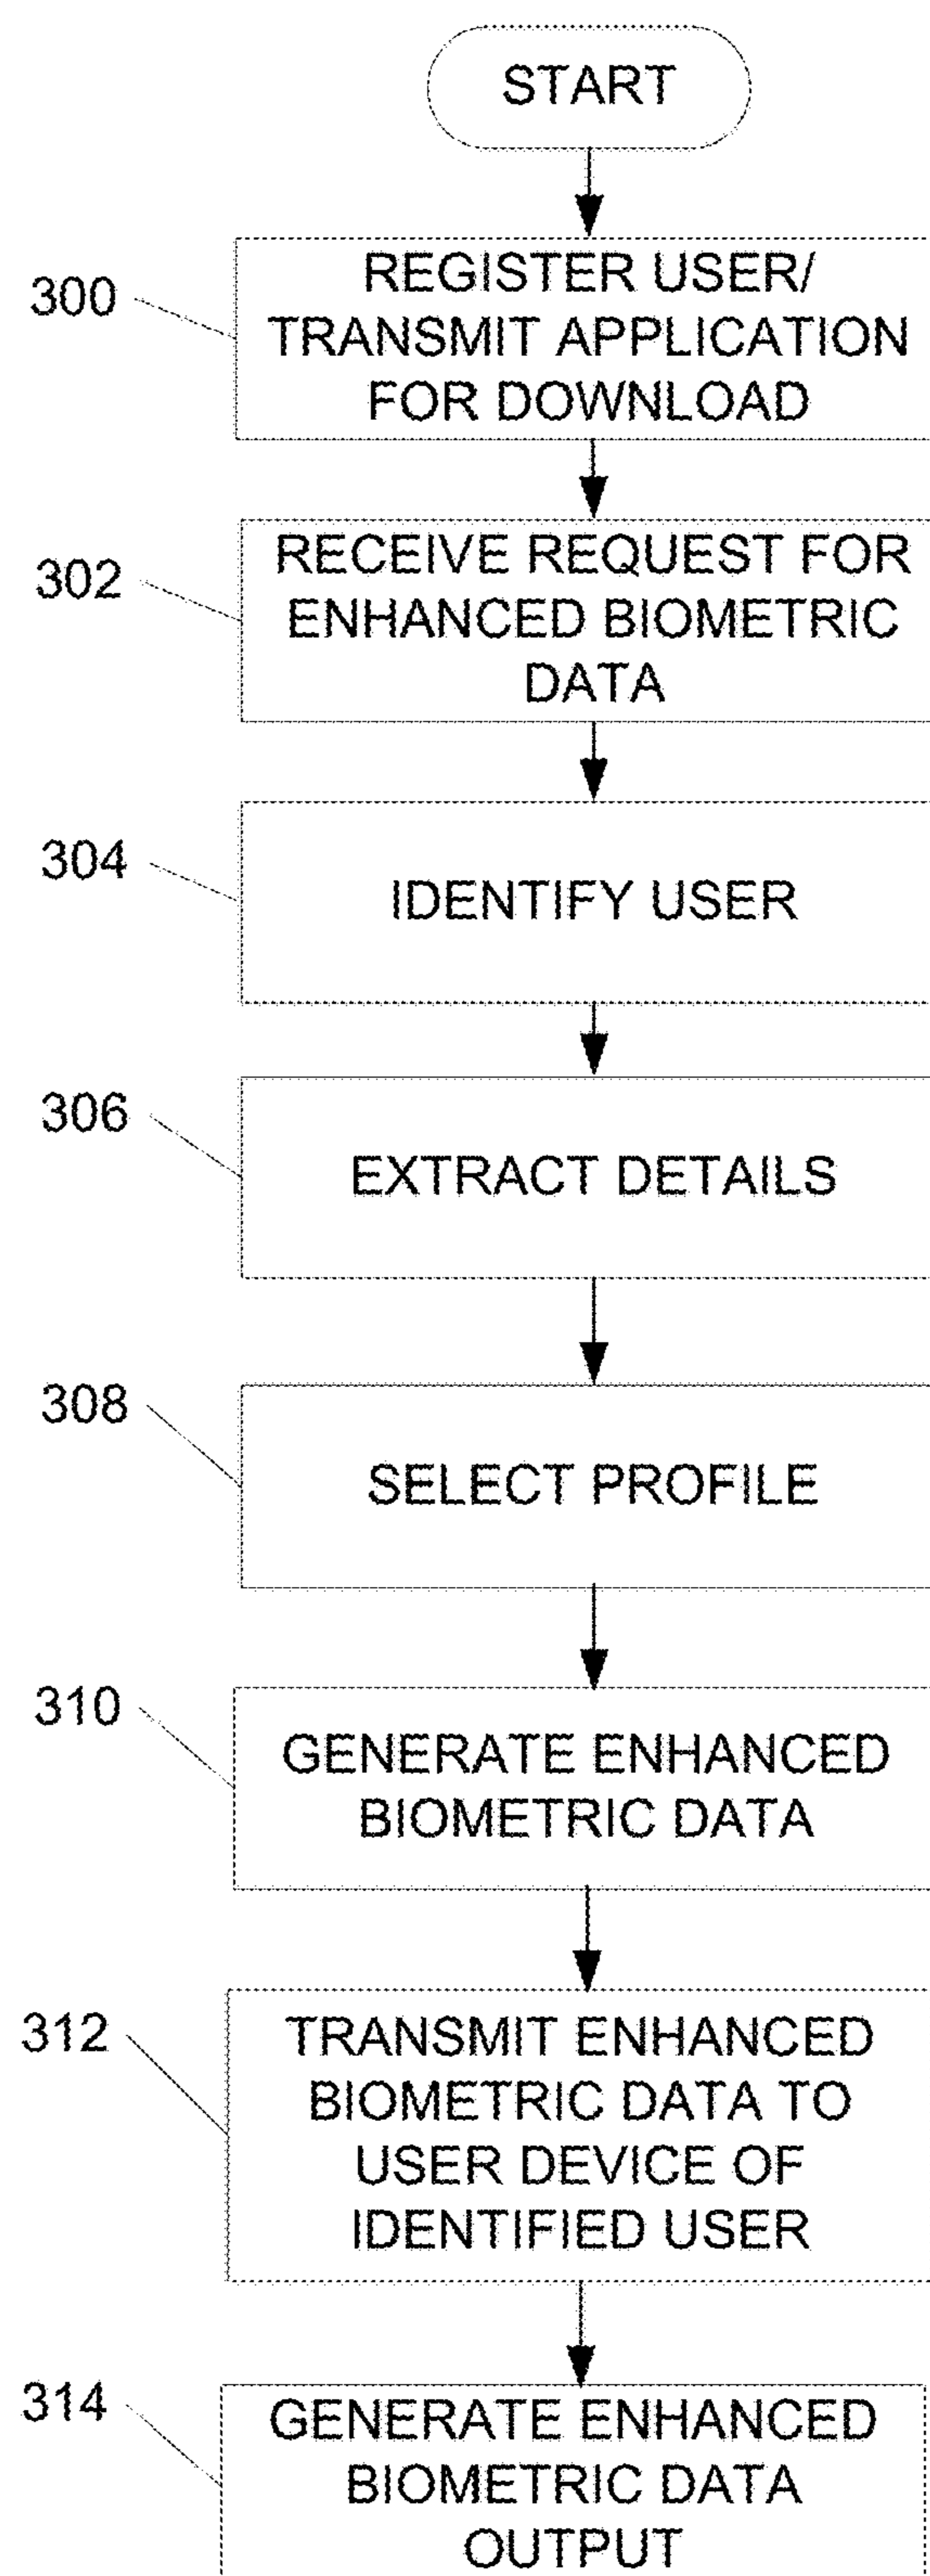 START
300
REGISTER USER/
TRANSMIT APPLICATION
FOR DOWNLOAD
302
RECEIVE REQUEST FOR
ENHANCED BIOMETRIC
DATA
304
IDENTIFY USER
306
EXTRACT DETAILS
308
SELECT PROFILE
310
GENERATE ENHANCED
BIOMETRIC DATA
312
TRANSMIT ENHANCED
BIOMETRIC DATA TO
USER DEVICE OF
IDENTIFIED USER
314
GENERATE ENHANCED
BIOMETRIC DATA
OUTPUT